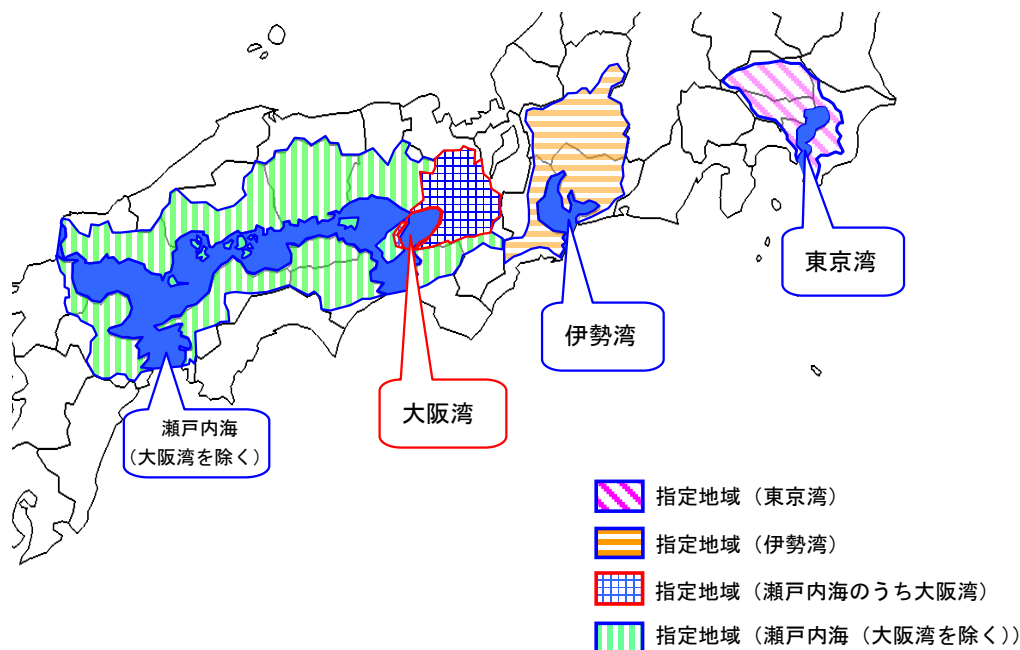 東京湾
伊勢湾
大阪湾
瀬戸内海
(大阪湾を除く)
指定地域(東京湾)
指定地域(伊勢湾)
指定地域(瀬戸内海のうち大阪湾)
指定地域(瀬戸内海(大阪湾を除く))